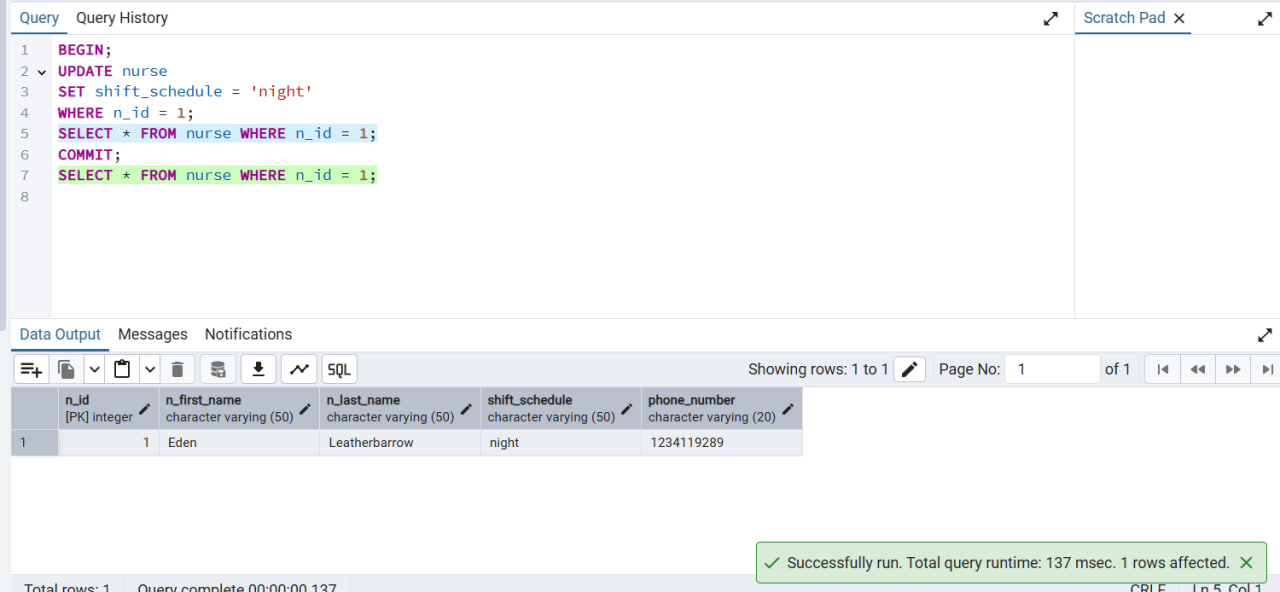 Query Query History Scratch Pad
1 BEGIN;
2 UPDATE nurse
3 SET shift_schedule = 'night'
4 WHERE n_id = 1;
5 SELECT * FROM nurse WHERE n_id = 1;
6 COMMIT;
7 SELECT * FROM nurse WHERE n_id = 1;
8
Data Output Messages Notifications
SQL Showing rows: 1 to 1 Page No: 1 of 1
n_id n_first_name n_last_name shift_schedule phone_number
[PK] integer character varying (50) character varying (50) character varying (50) character varying (20)
1 1 Eden Leatherbarrow night 1234119289
Successfully run. Total query runtime: 137 msec. 1 rows affected.
Total rows: 1 Query complete 00:00:00.137 CRLF Ln 5, Col 1